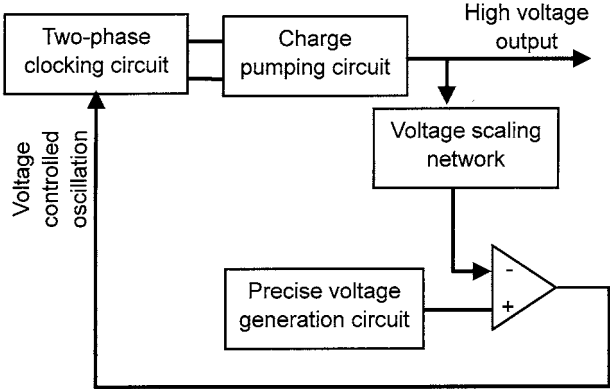 Two-phase
clocking circuit
Charge
pumping circuit
High voltage
output
Voltage scaling
network
Voltage
controlled
oscillation
Precise voltage
generation circuit
-
+